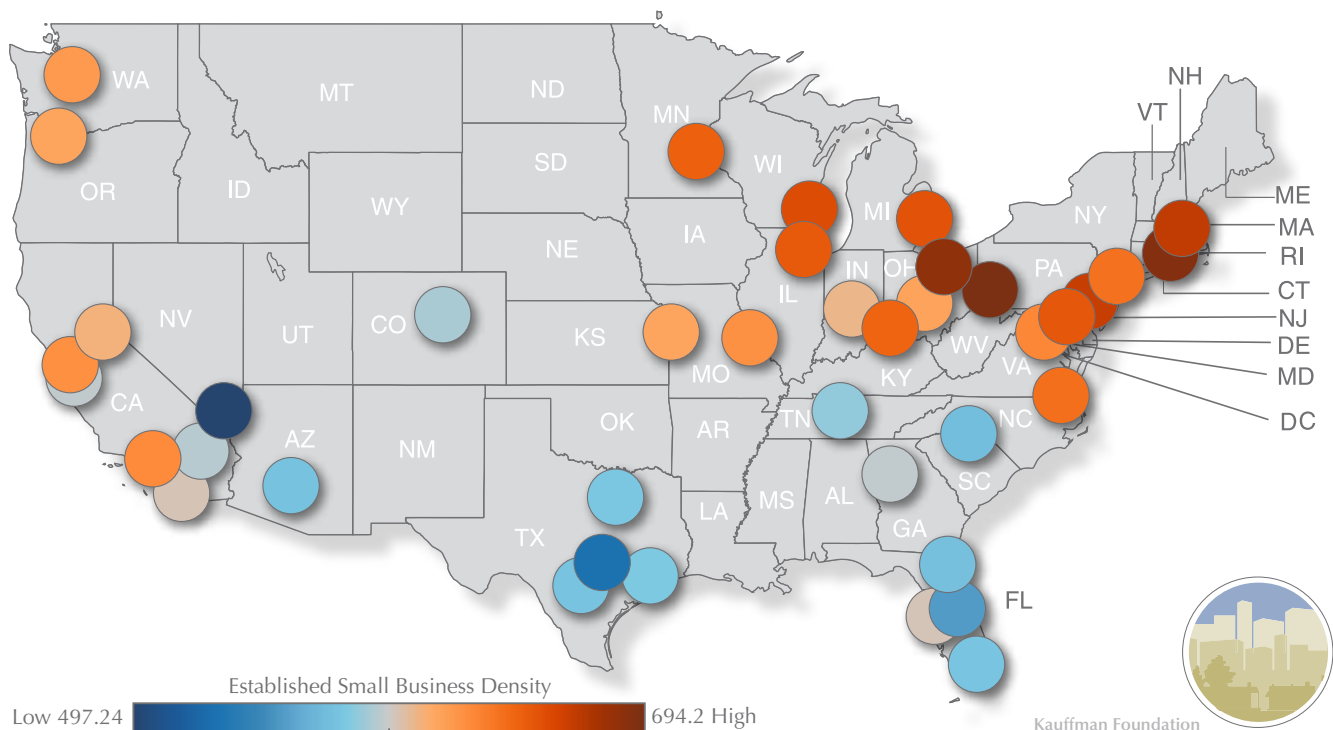 NH
WA
MT
ND
VT
MN
OR
ID
SD
WI
ME
WY
MI
NY
MA
IA
NE
RI
PA
IN
OH
CT
IL
NV
UT
CO
NJ
KS
WV
DE
MO
VA
KY
MD
CA
DC
TN
NC
AZ
OK
AR
NM
SC
MS
AL
LA
GA
TX
FL
Established Small Business Density
Low 497.24
694.2 High
Kauffman Foundation